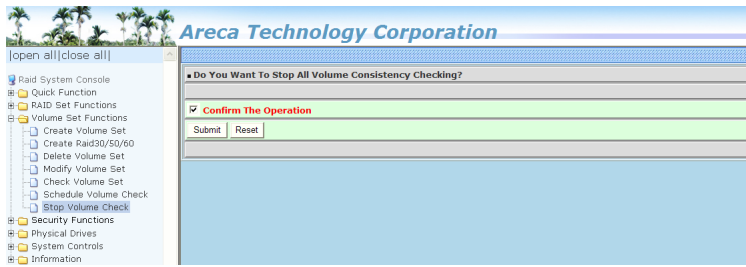 Areca Technology Corporation
|open all|close all|
Raid System Console
Quick Function
RAID Set Functions
Volume Set Functions
Create Volume Set
Create Raid30/50/60
Delete Volume Set
Modify Volume Set
Check Volume Set
Schedule Volume Check
Stop Volume Check
Security Functions
Physical Drives
System Controls
Information
Do You Want To Stop All Volume Consistency Checking?
Confirm The Operation
Submit Reset